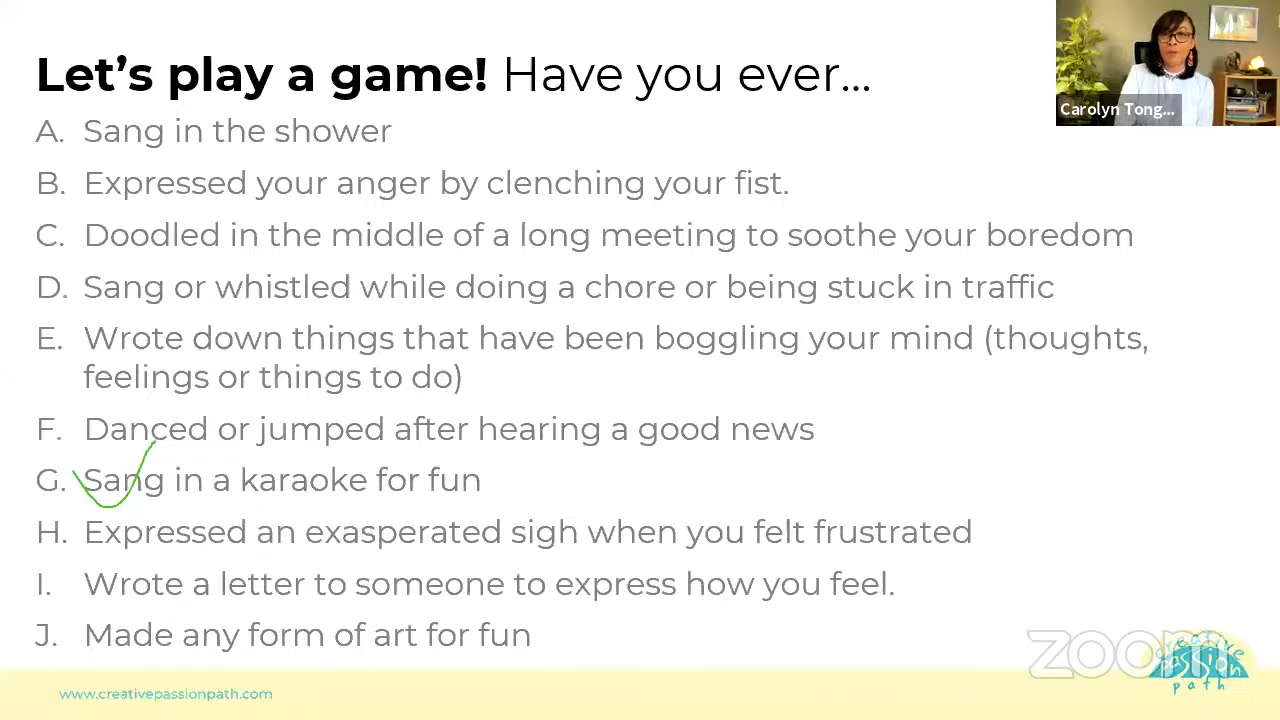 Let's play a game! Have you ever...
Carolyn Tong...
A. Sang in the shower
B. Expressed your anger by clenching your fist.
C. Doodled in the middle of a long meeting to soothe your boredom
D. Sang or whistled while doing a chore or being stuck in traffic
E. Wrote down things that have been boggling your mind (thoughts,
feelings or things to do)
F. Danced or jumped after hearing a good news
G. Sang in a karaoke for fun
H. Expressed an exasperated sigh when you felt frustrated
I. Wrote a letter to someone to express how you feel.
J. Made any form of art for fun
zoom
creative
passion
path
www.creativepassionpath.com